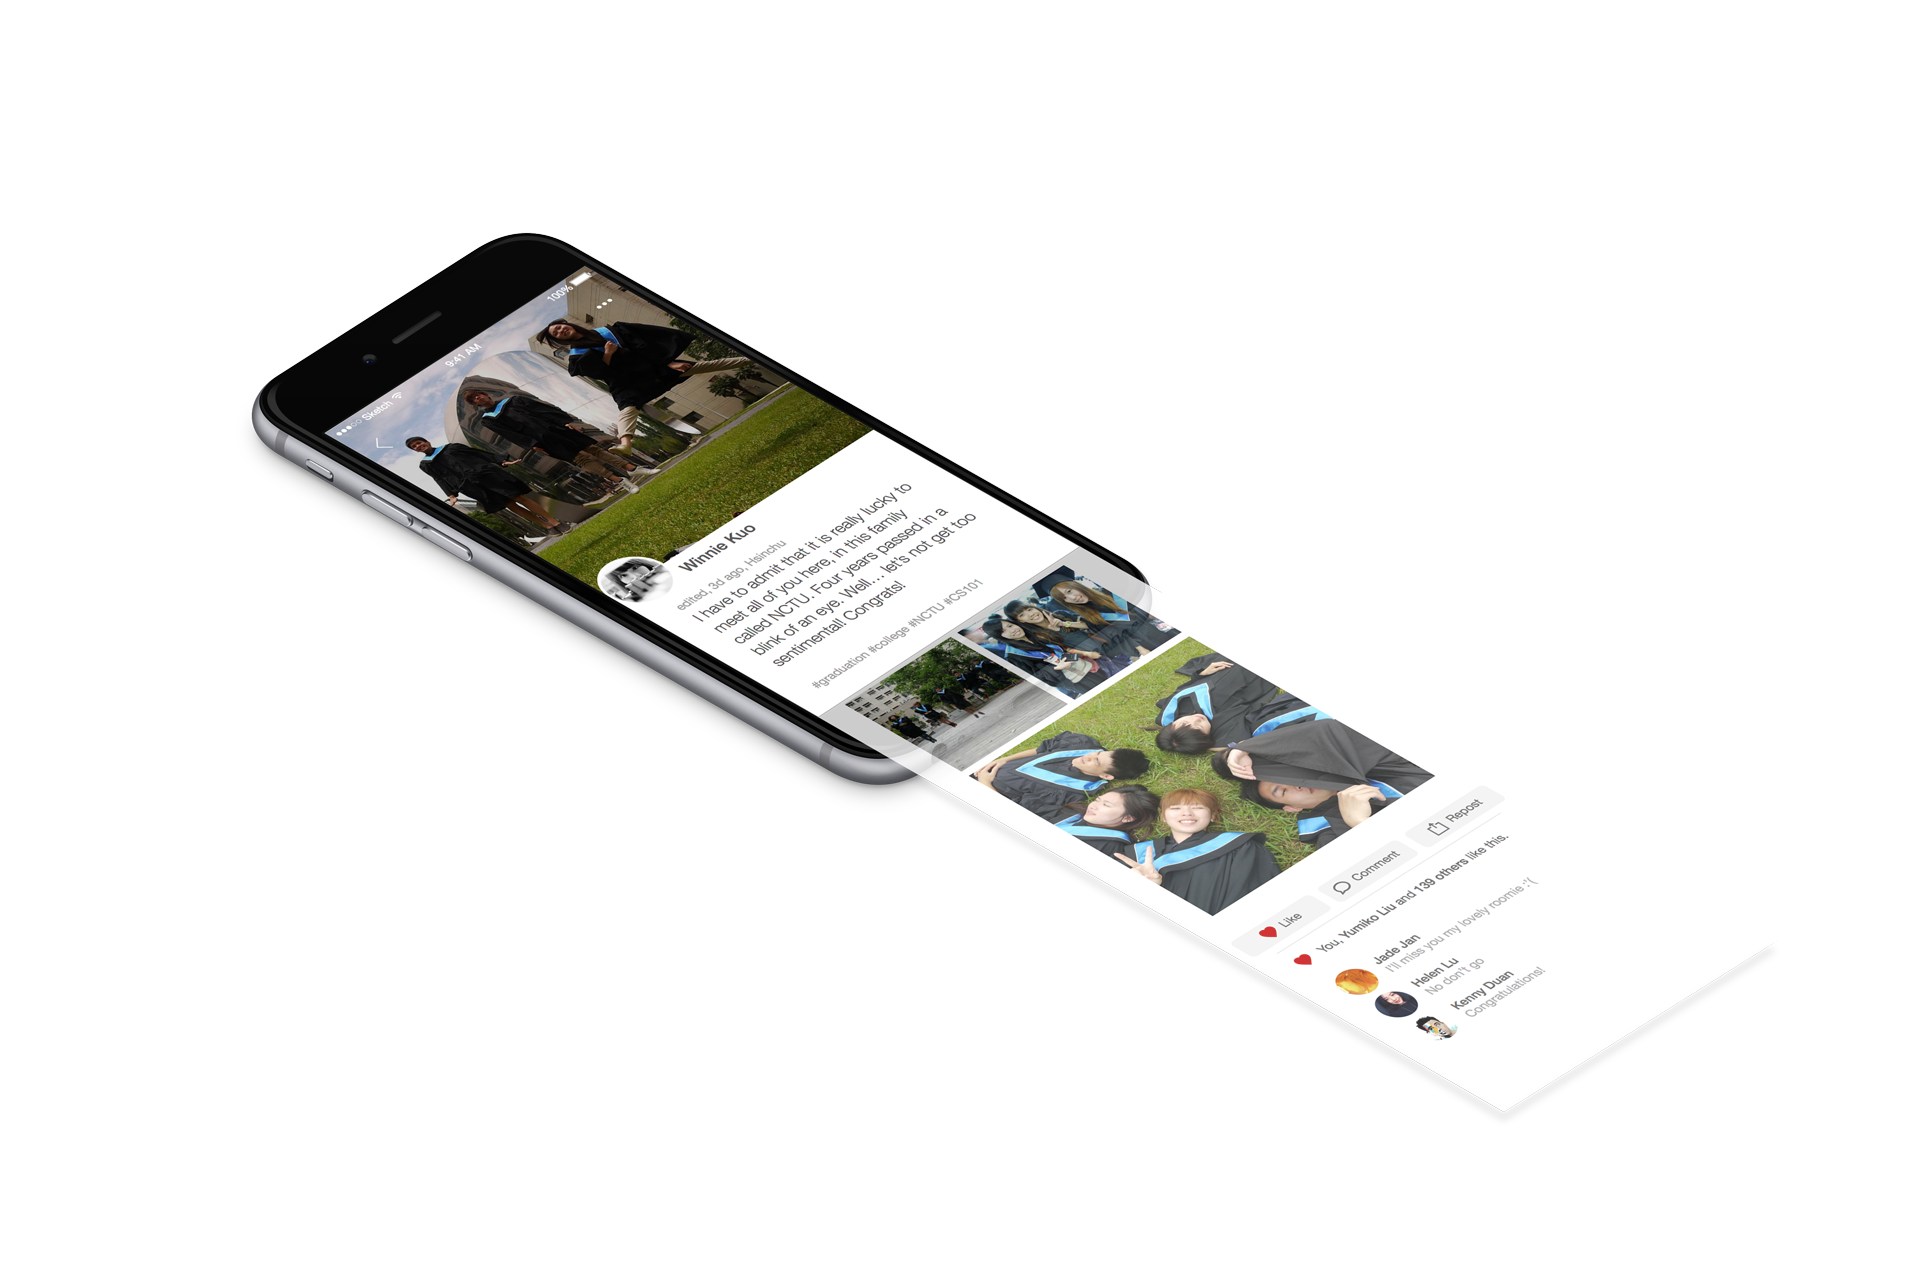 Sketch
9:41 AM
100%
Winnie Kuo
edited, 3d ago, Hsinchu
I have to admit that it is really lucky to
meet all of you here, in this family
called NCTU. Four years passed in a
blink of an eye. Well… let's not get too
sentimental! Congrats!
#graduation #college #NCTU #CS101
Like
Comment
Repost
You, Yumiko Liu and 139 others like this.
Jade Jan
I'll miss you my lovely roomie :'(
Helen Lu
No don't go
Kenny Duan
Congratulations!